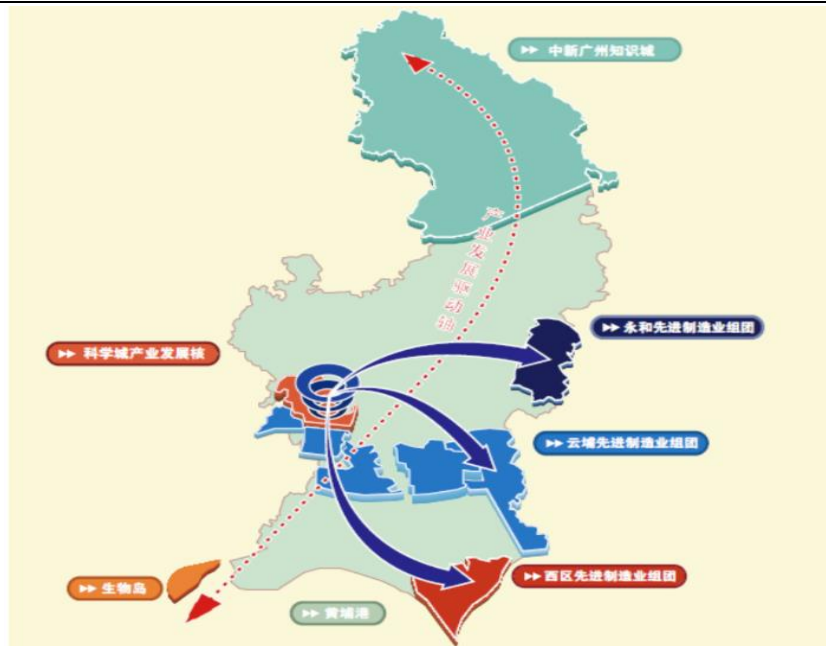 ▶▶ 中新广州知识城
产业发展驱动轴
▶▶ 永和先进制造业组团
▶▶ 科学城产业发展核
▶▶ 云埔先进制造业组团
▶▶ 西区先进制造业组团
▶▶ 生物岛
▶▶ 黄埔港